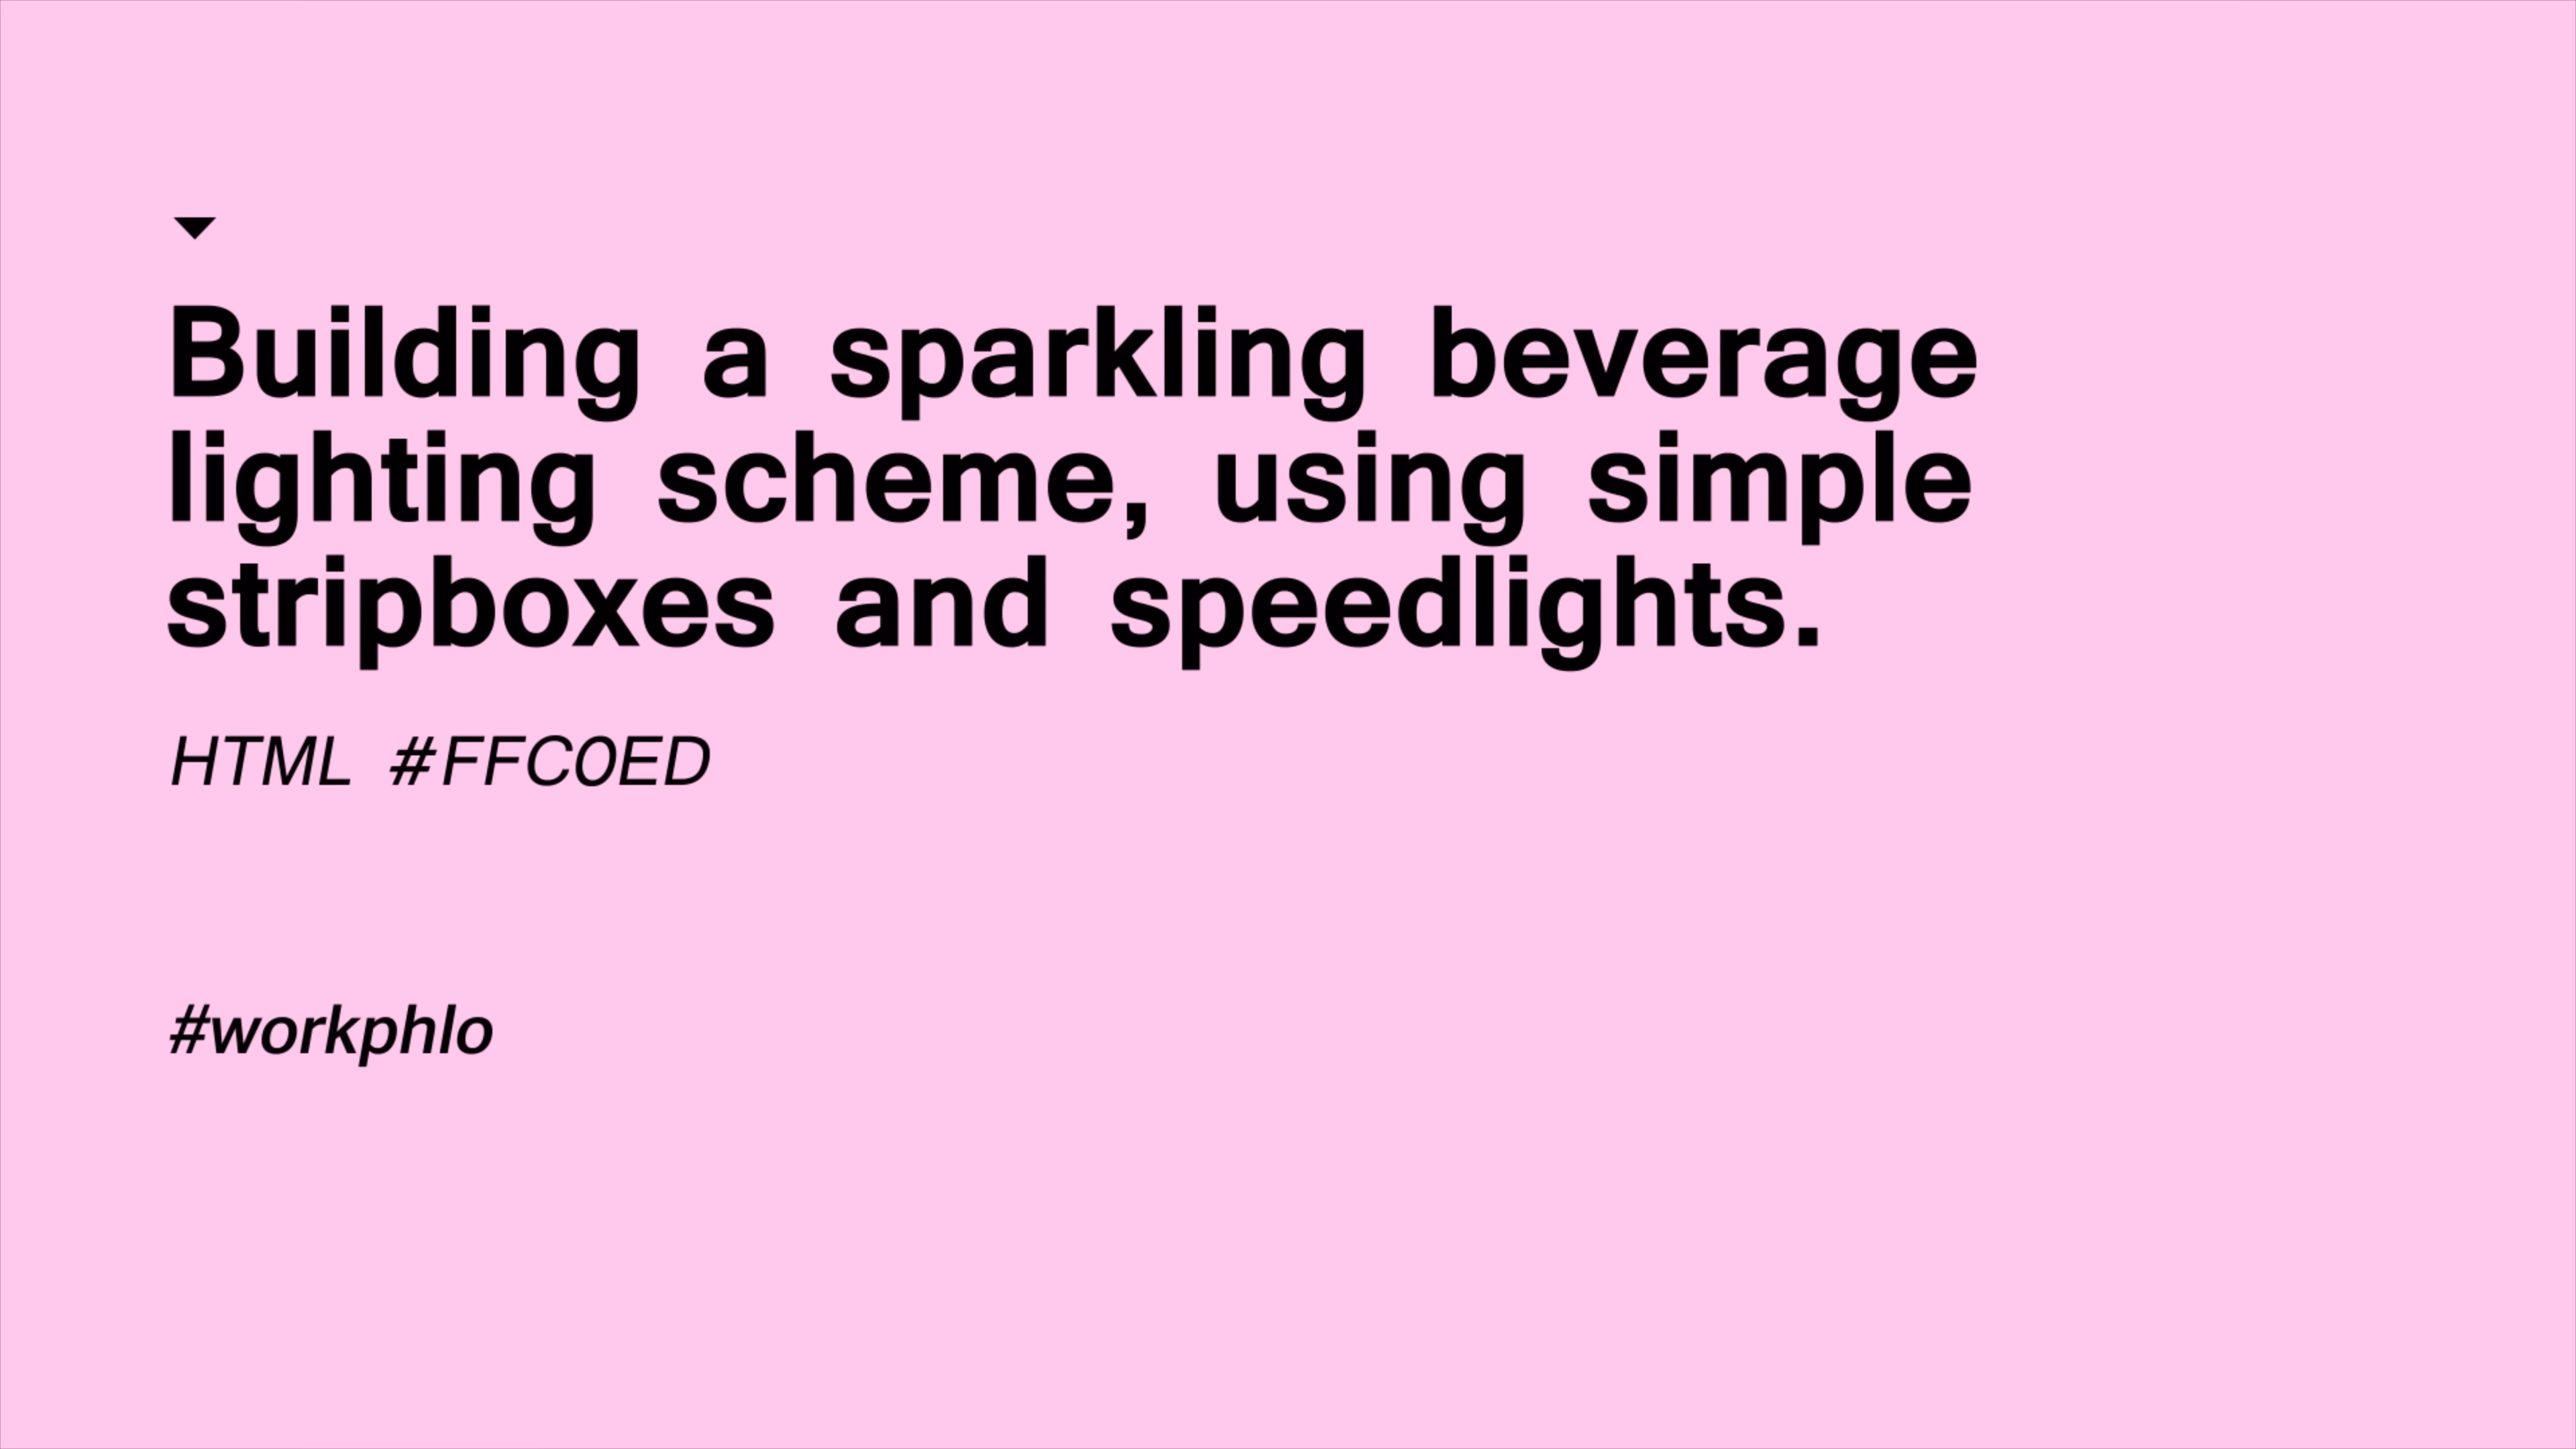 Building a sparkling beverage
lighting scheme, using simple
stripboxes and speedlights.
HTML #FFC0ED
#workphlo